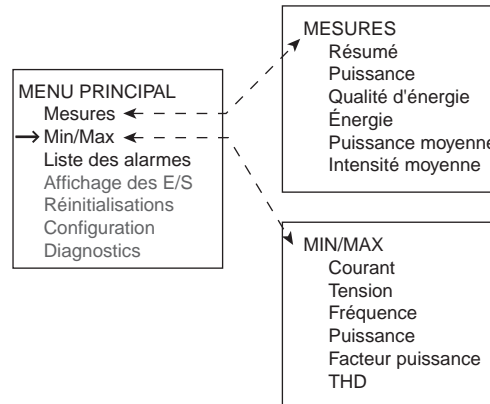 MENU PRINCIPAL
Mesures
Min/Max
Liste des alarmes
Affichage des E/S
Réinitialisations
Configuration
Diagnostics
MESURES
Résumé
Puissance
Qualité d'énergie
Énergie
Puissance moyenne
Intensité moyenne
MIN/MAX
Courant
Tension
Fréquence
Puissance
Facteur puissance
THD